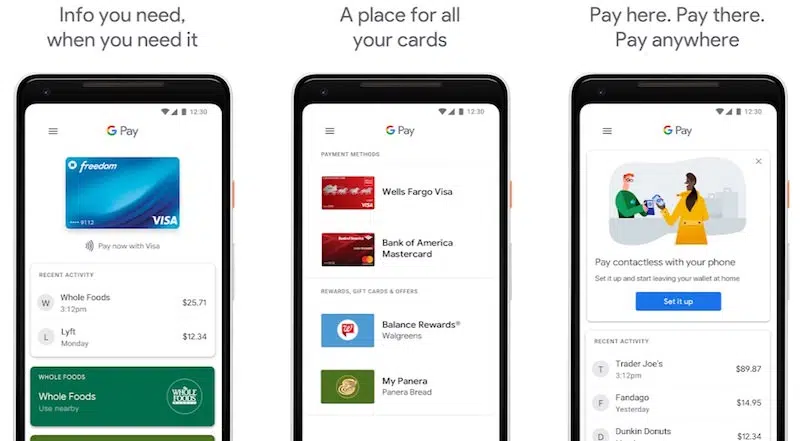 Info you need,
when you need it
12:30
G Pay
freedom
9112
VISA
Pay now with Visa
RECENT ACTIVITY
W
Whole Foods
3:12pm
$25.71
L
Lyft
Monday
$12.34
WHOLE FOODS
Whole Foods
Use nearby
WHOLE
FOODS
A place for all
your cards
12:30
G Pay
PAYMENT METHODS
VISA
Wells Fargo Visa
Bank of America
Bank of America
Mastercard
REWARDS, GIFT CARDS & OFFERS
Balance Rewards®
Walgreens
My Panera
Panera Bread
Pay here. Pay there.
Pay anywhere
12:30
G Pay
Pay contactless with your phone
Set it up and start leaving your wallet at home
Set it up
RECENT ACTIVITY
T
Trader Joe's
3:12pm
$89.87
F
Fandago
Yesterday
$14.95
D
Dunkin Donuts
$12.34